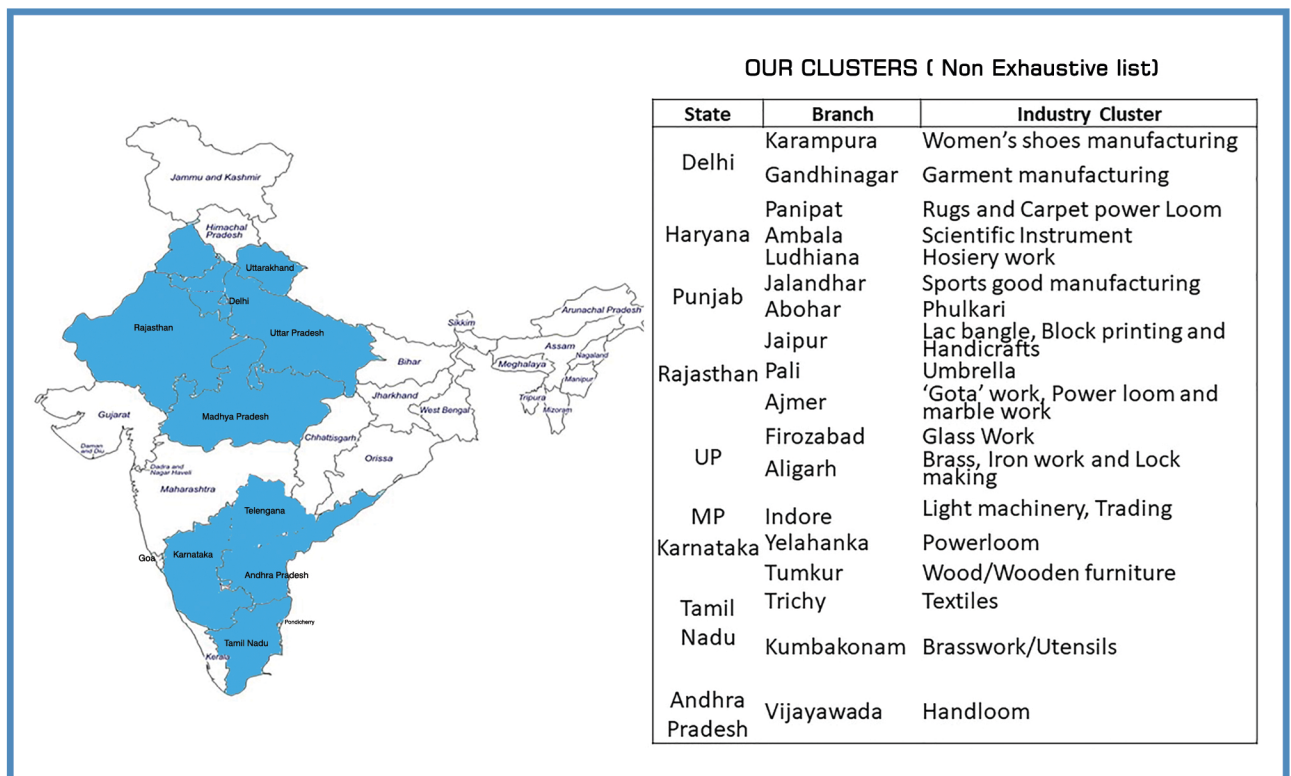 OUR CLUSTERS ( Non Exhaustive list)
State Branch Industry Cluster
Delhi
Karampura Women’s shoes manufacturing
Gandhinagar Garment manufacturing
Haryana
Panipat Rugs and Carpet power Loom
Ambala Scientific Instrument
Ludhiana Hosiery work
Punjab
Jalandhar Sports good manufacturing
Abohar Phulkari
Rajasthan
Jaipur Lac bangle, Block printing and
Handicrafts
Pali Umbrella
Ajmer ‘Gota’ work, Power loom and
marble work
UP
Firozabad Glass Work
Aligarh Brass, Iron work and Lock
making
MP Indore Light machinery, Trading
Karnataka Yelahanka Powerloom
Tumkur Wood/Wooden furniture
Tamil
Nadu
Trichy Textiles
Kumbakonam Brasswork/Utensils
Andhra
Pradesh
Vijayawada Handloom
Jammu and Kashmir
Himachal
Pradesh
Uttarakhand
Delhi
Rajasthan
Uttar Pradesh
Sikkim
Arunachal Pradesh
Assam
Nagaland
Meghalaya
Manipur
Tripura
Mizoram
Bihar
Jharkhand
West Bengal
Gujarat
Madhya Pradesh
Chhattisgarh
Daman
and Diu
Dadra and
Nagar Haveli
Orissa
Maharashtra
Telengana
Goa
Karnataka
Andhra Pradesh
Pondicherry
Tamil Nadu
Kerala